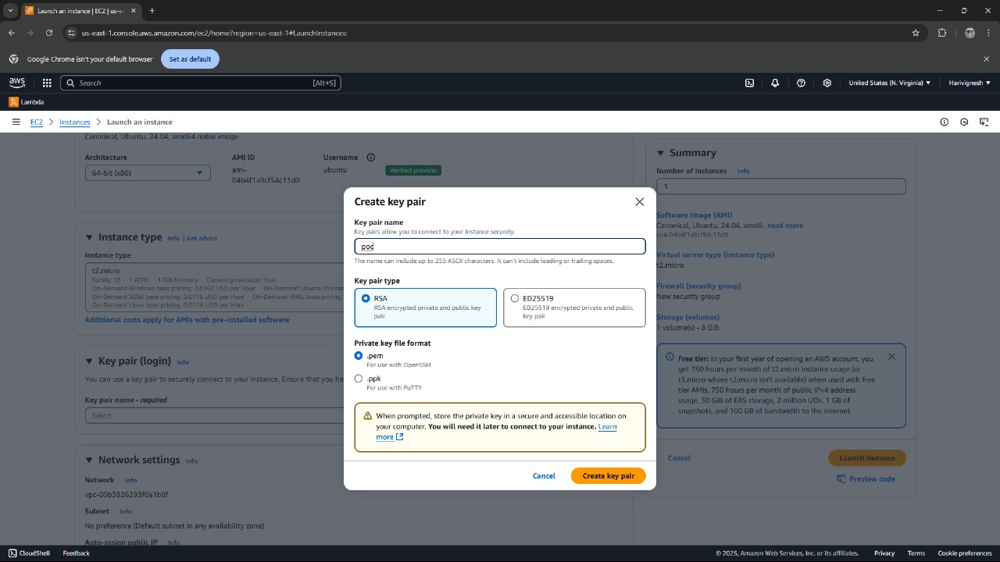 Launch an instance | EC2 | us-e
us-east-1.console.aws.amazon.com/ec2/home?region=us-east-1#LaunchInstances:
Google Chrome isn't your default browser
Set as default
aws
Search
[Alt+S]
United States (N. Virginia)
Harivignesh
Lambda
EC2
Instances
Launch an instance
Canonical, Ubuntu, 24.04, amd64 noble image
Architecture
AMI ID
Username
64-bit (x86)
ami-
04b4f1a9cf54c11d0
ubuntu
Verified provider
Instance type
Info | Get advice
Instance type
t2.micro
Family: t2 1 vCPU 1 GiB Memory Current generation: true
On-Demand Windows base pricing: 0.0162 USD per Hour On-Demand Ubuntu Pro bas
On-Demand SUSE base pricing: 0.0116 USD per Hour On-Demand RHEL base pricing:
On-Demand Linux base pricing: 0.0116 USD per Hour
Additional costs apply for AMIs with pre-installed software
Key pair (login)
Info
You can use a key pair to securely connect to your instance. Ensure that you ha
Key pair name - required
Select
Network settings
Info
Network
Info
vpc-00b3826293f0a1b8f
Subnet
Info
No preference (Default subnet in any availability zone)
Auto-assign public IP
Info
Create key pair
Key pair name
Key pairs allow you to connect to your instance securely.
poc
The name can include up to 255 ASCII characters. It can't include leading or trailing spaces.
Key pair type
RSA
RSA encrypted private and public key
pair
ED25519
ED25519 encrypted private and public
key pair
Private key file format
.pem
For use with OpenSSH
.ppk
For use with PuTTY
When prompted, store the private key in a secure and accessible location on
your computer. You will need it later to connect to your instance. Learn
more
Cancel
Create key pair
Summary
Number of instances
Info
1
Software Image (AMI)
Canonical, Ubuntu, 24.04, amd6...read more
ami-04b4f1a9cf54c11d0
Virtual server type (instance type)
t2.micro
Firewall (security group)
New security group
Storage (volumes)
1 volume(s) - 8 GiB
Free tier: In your first year of opening an AWS account, you
get 750 hours per month of t2.micro instance usage (or
t3.micro where t2.micro isn't available) when used with free
tier AMIs, 750 hours per month of public IPv4 address
usage, 30 GiB of EBS storage, 2 million I/Os, 1 GB of
snapshots, and 100 GB of bandwidth to the internet.
Cancel
Launch instance
Preview code
CloudShell
Feedback
© 2025, Amazon Web Services, Inc. or its affiliates.
Privacy
Terms
Cookie preferences